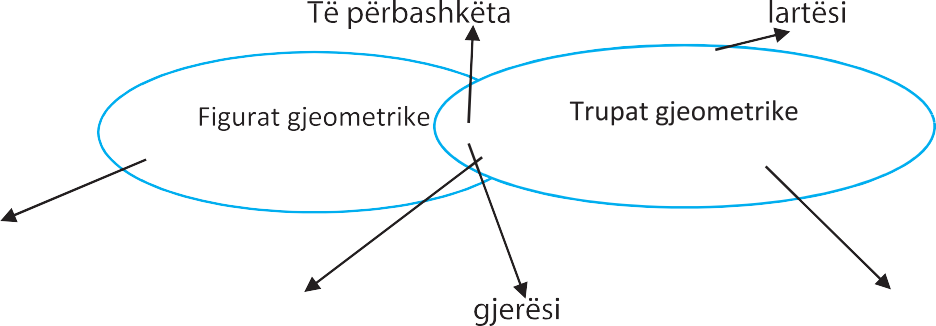 Të përbashkëta
lartësi
Figurat gjeometrike
Trupat gjeometrike
gjerësi